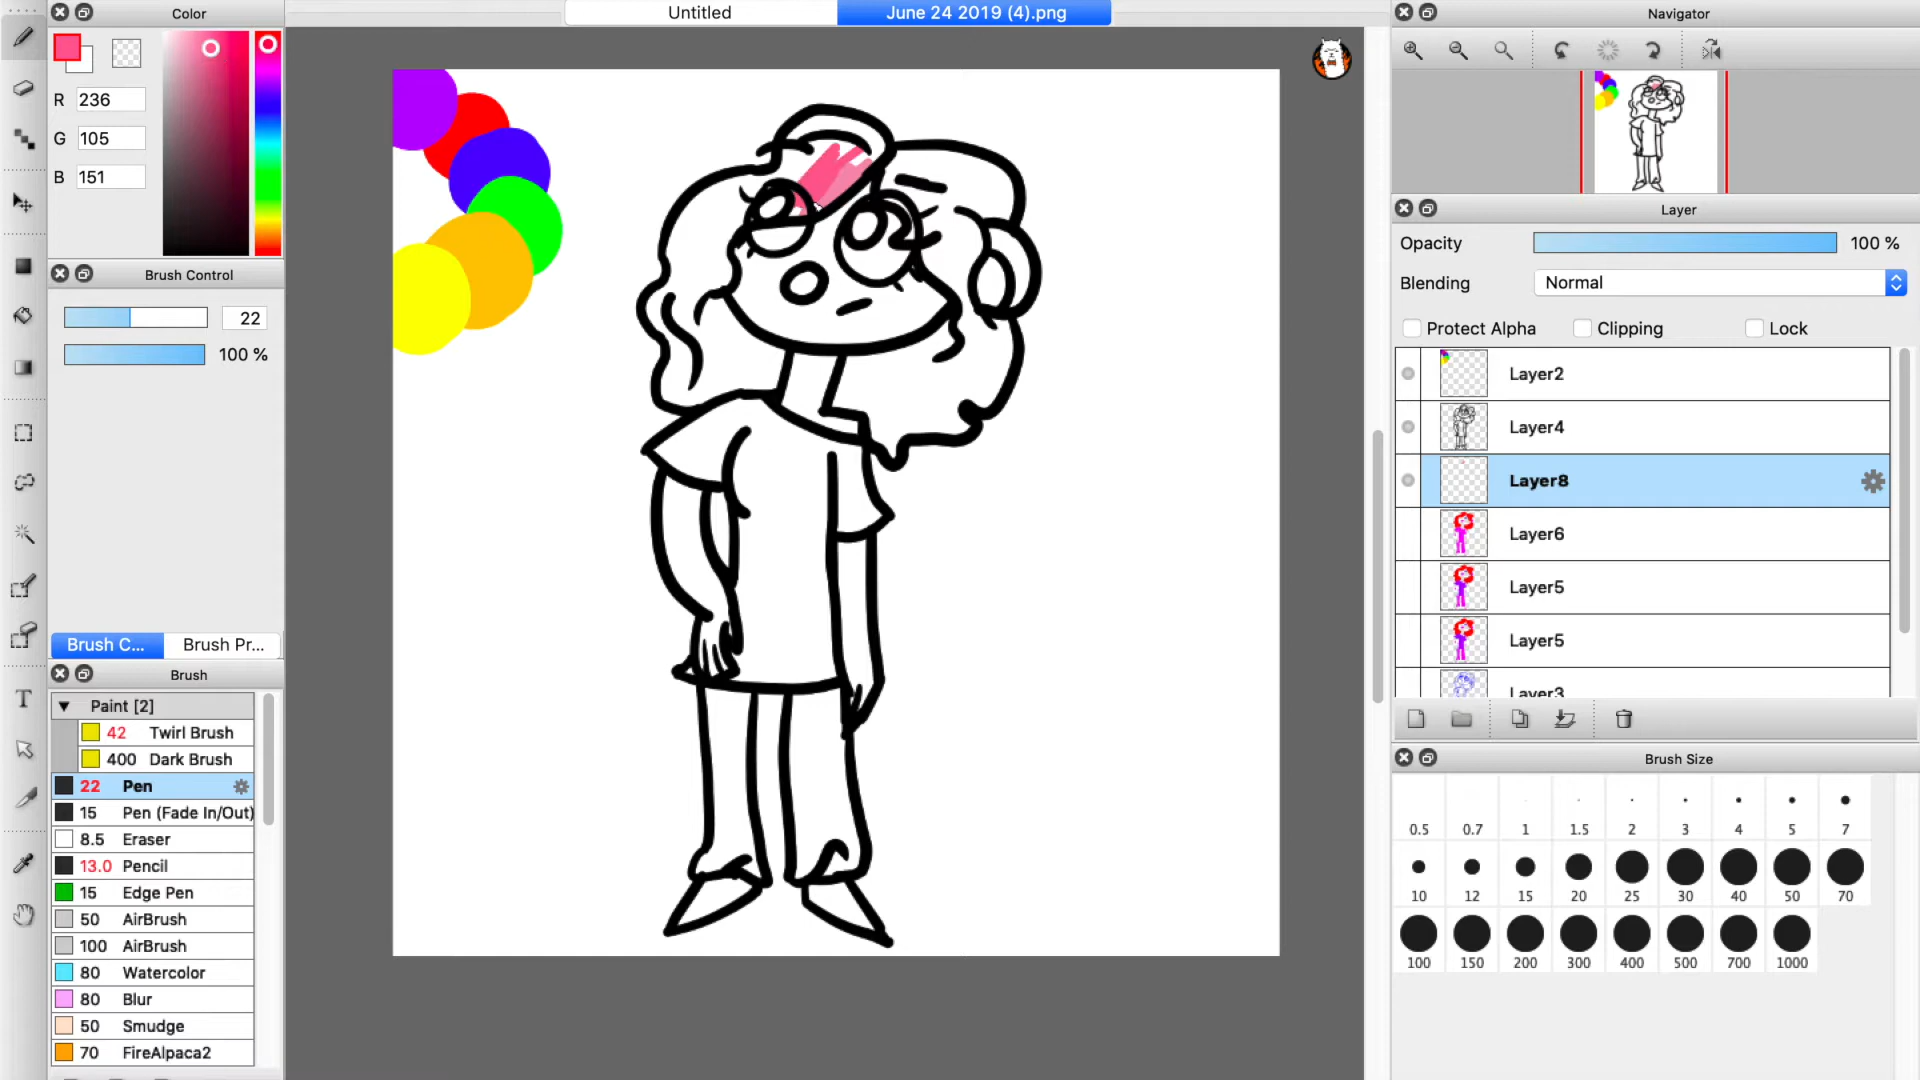 Color
Untitled
June 24 2019 (4).png
R 236
G 105
B 151
Brush Control
22
100 %
Brush C...
Brush Pr...
Brush
Paint [2]
42 Twirl Brush
400 Dark Brush
22 Pen
15 Pen (Fade In/Out)
8.5 Eraser
13.0 Pencil
15 Edge Pen
50 AirBrush
100 AirBrush
80 Watercolor
80 Blur
50 Smudge
70 FireAlpaca2
T
Navigator
Layer
Opacity 100 %
Blending Normal
Protect Alpha Clipping Lock
Layer2
Layer4
Layer8
Layer6
Layer5
Layer5
Layer3
Brush Size
0.5 0.7 1 1.5 2 3 4 5 7
10 12 15 20 25 30 40 50 70
100 150 200 300 400 500 700 1000